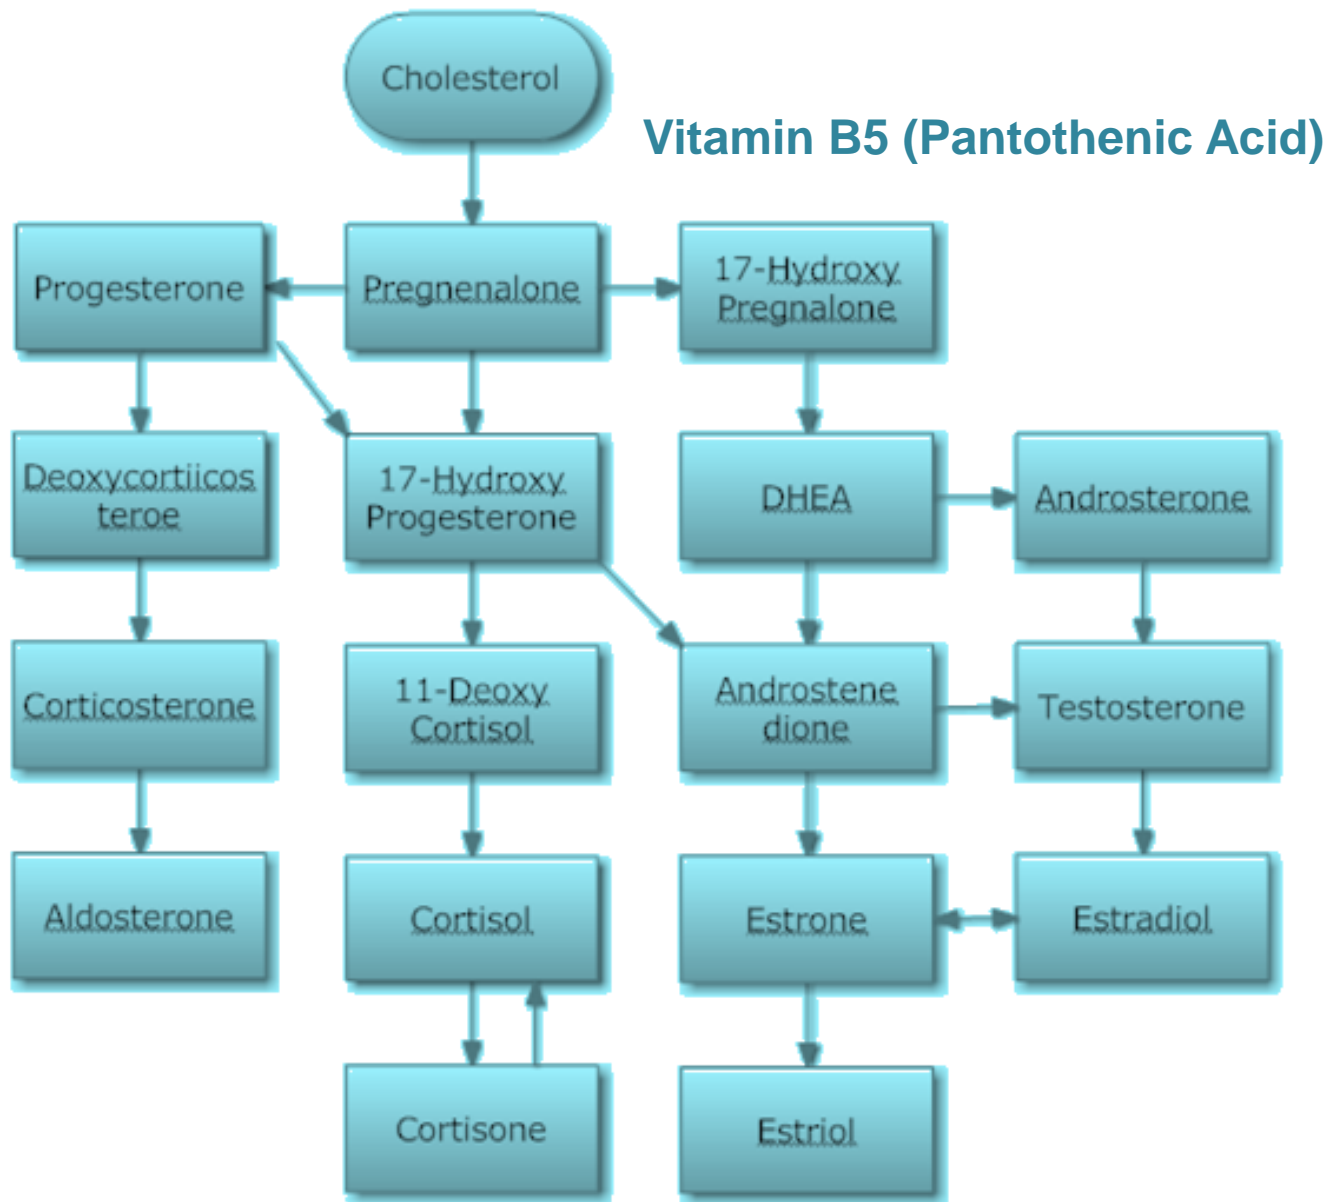 Cholesterol
Vitamin B5 (Pantothenic Acid)
Progesterone
Pregnenalone
17-Hydroxy
Pregnalone
Deoxycortiicos
teroe
17-Hydroxy
Progesterone
DHEA
Androsterone
Corticosterone
11-Deoxy
Cortisol
Androstene
dione
Testosterone
Aldosterone
Cortisol
Estrone
Estradiol
Cortisone
Estriol